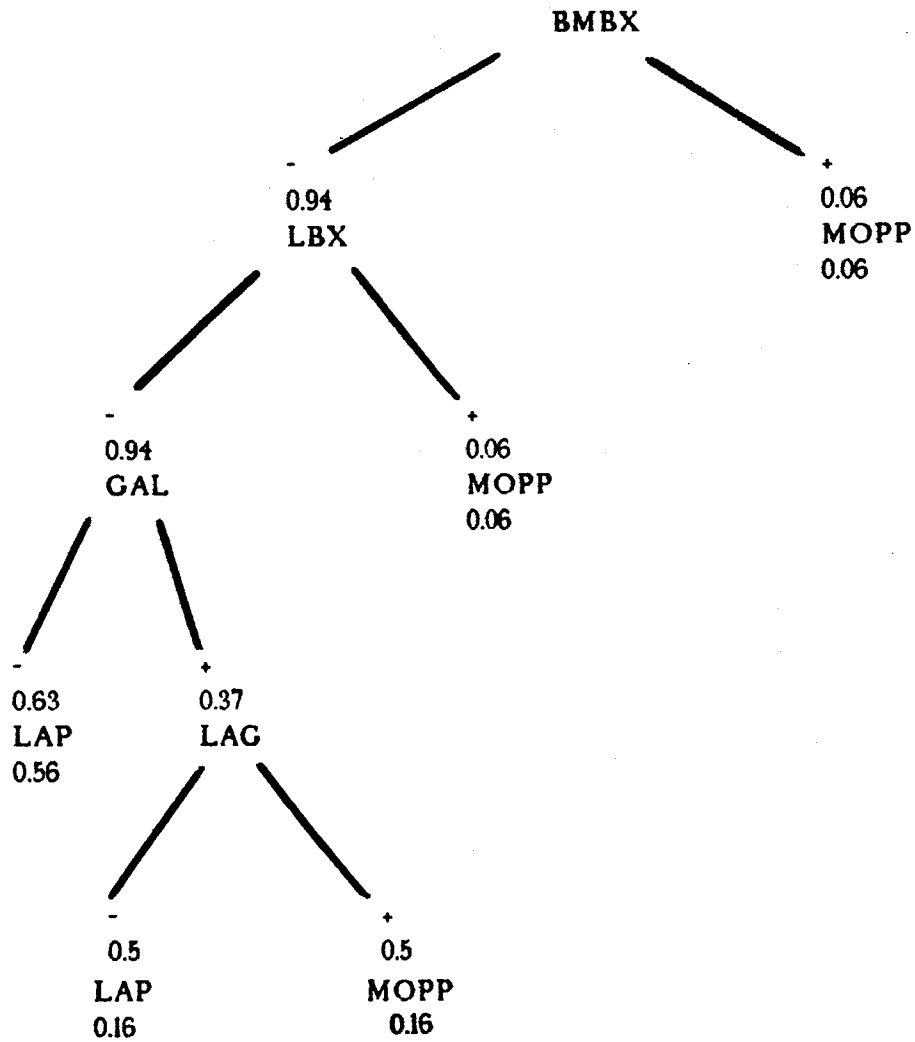 BMBX
-
0.94
LBX
+
0.06
MOPP
0.06
-
0.94
GAL
+
0.06
MOPP
0.06
-
0.63
LAP
0.56
+
0.37
LAG
-
0.5
LAP
0.16
+
0.5
MOPP
0.16